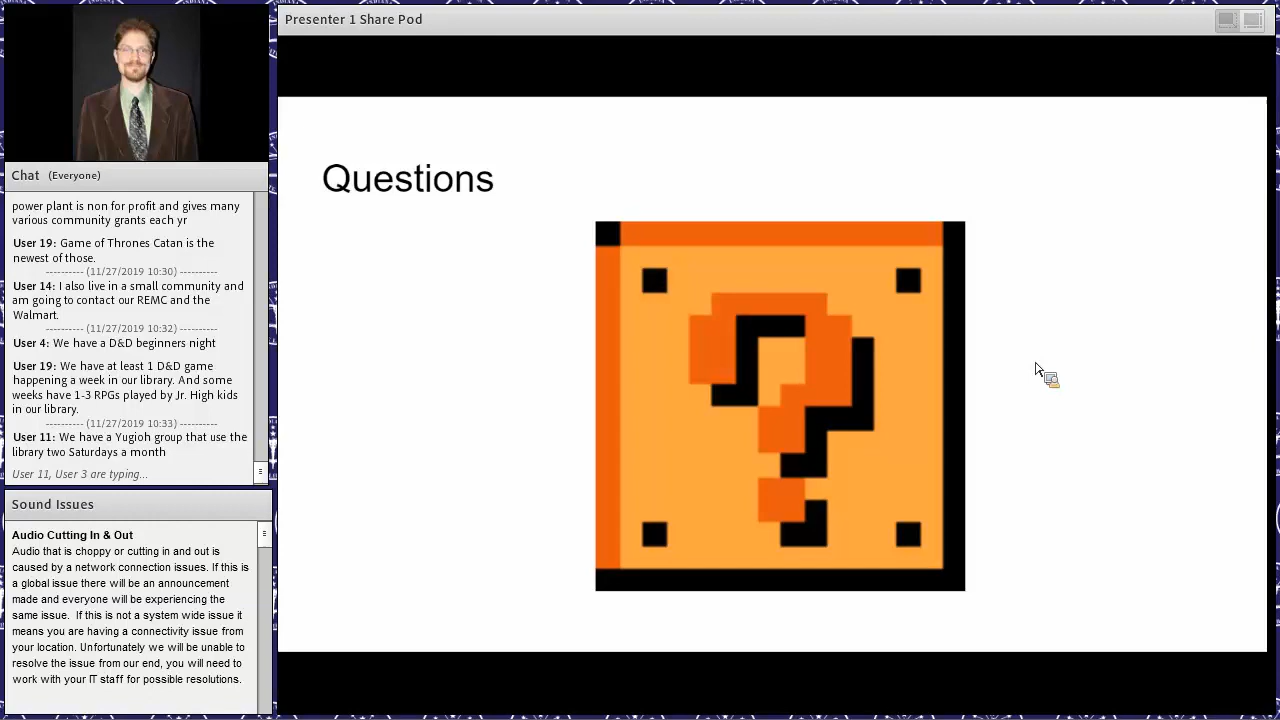 Presenter 1 Share Pod
Chat (Everyone)
power plant is non for profit and gives many
various community grants each yr
User 19: Game of Thrones Catan is the
newest of those.
---------- (11/27/2019 10:30) ----------
User 14: I also live in a small community and
am going to contact our REMC and the
Walmart.
---------- (11/27/2019 10:32) ----------
User 4: We have a D&D beginners night
User 19: We have at least 1 D&D game
happening a week in our library. And some
weeks have 1-3 RPGs played by Jr. High kids
in our library.
---------- (11/27/2019 10:33) ----------
User 11: We have a Yugioh group that use the
library two Saturdays a month
User 11, User 3 are typing...
Sound Issues
Audio Cutting In & Out
Audio that is choppy or cutting in and out is
caused by a network connection issues. If this is
a global issue there will be an announcement
made and everyone will be experiencing the
same issue.  If this is not a system wide issue it
means you are having a connectivity issue from
your location. Unfortunately we will be unable to
resolve the issue from our end, you will need to
work with your IT staff for possible resolutions.
Questions
?